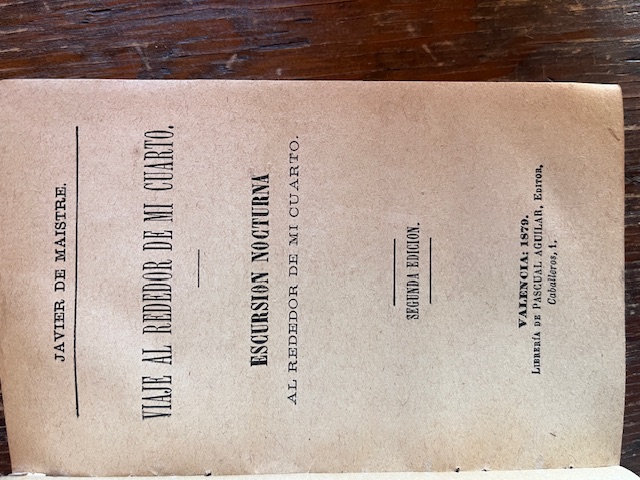 JAVIER DE MAISTRE.
VIAJE AL REDEDOR DE MI CUARTO.
ESCURSION NOCTURNA
AL REDEDOR DE MI CUARTO.
SEGUNDA EDICION.
VALENCIA: 1879.
LIBRERÍA DE PASCUAL AGUILAR, EDITOR,
Caballeros, 1.